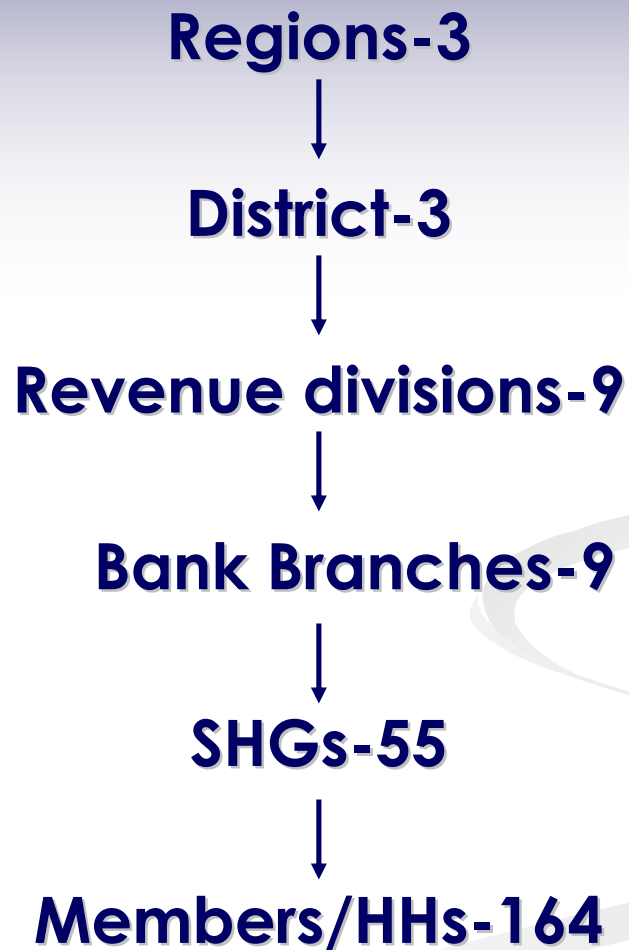 Regions-3
District-3
Revenue divisions-9
Bank Branches-9
SHGs-55
Members/HHs-164